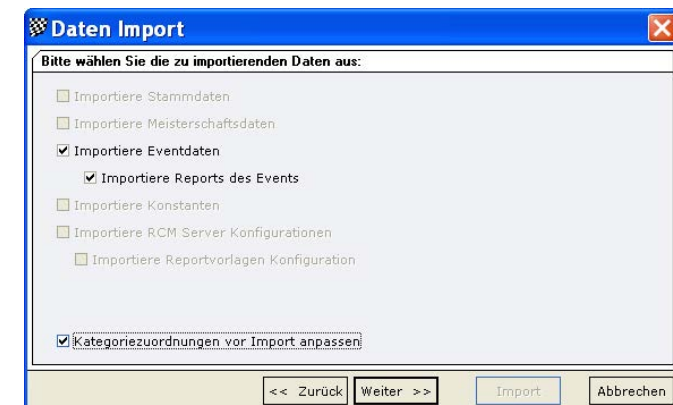 Daten Import
Bitte wählen Sie die zu importierenden Daten aus:
Importiere Stammdaten
Importiere Meisterschaftsdaten
Importiere Eventdaten
Importiere Reports des Events
Importiere Konstanten
Importiere RCM Server Konfigurationen
Importiere Reportvorlagen Konfiguration
Kategoriezuordnungen vor Import anpassen
<< Zurück Weiter >> Import Abbrechen